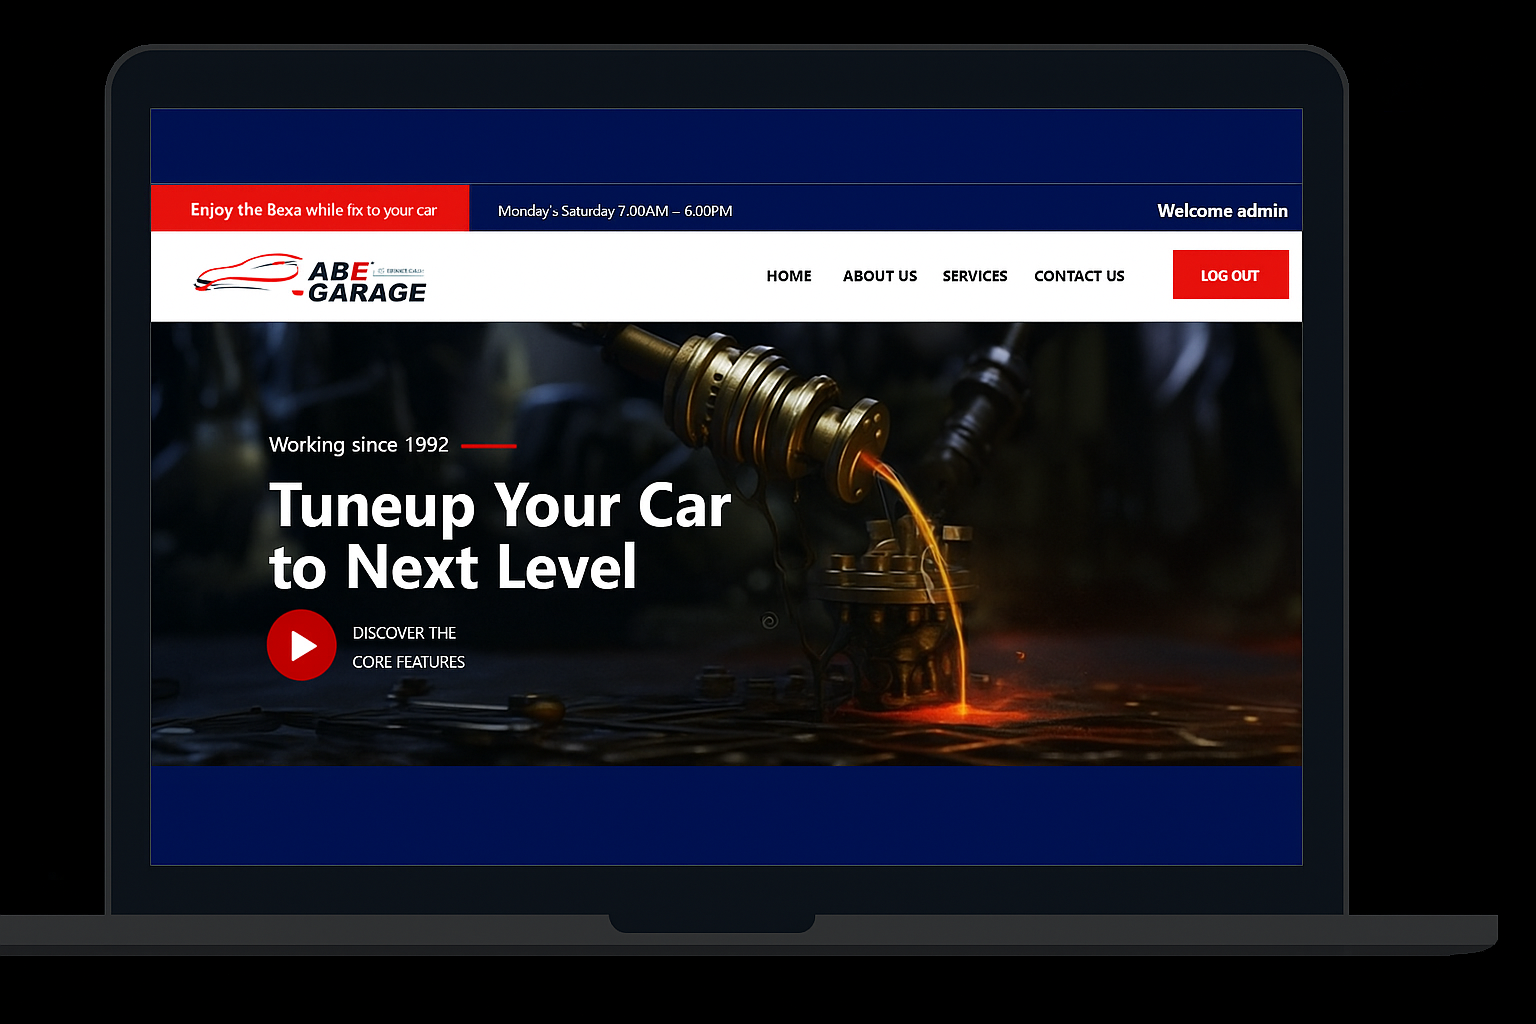 Enjoy the Bexa while fix to your car
Monday's Saturday 7.00AM – 6.00PM
Welcome admin
ABE
GARAGE
HOME
ABOUT US
SERVICES
CONTACT US
LOG OUT
Working since 1992
Tuneup Your Car
to Next Level
DISCOVER THE
CORE FEATURES